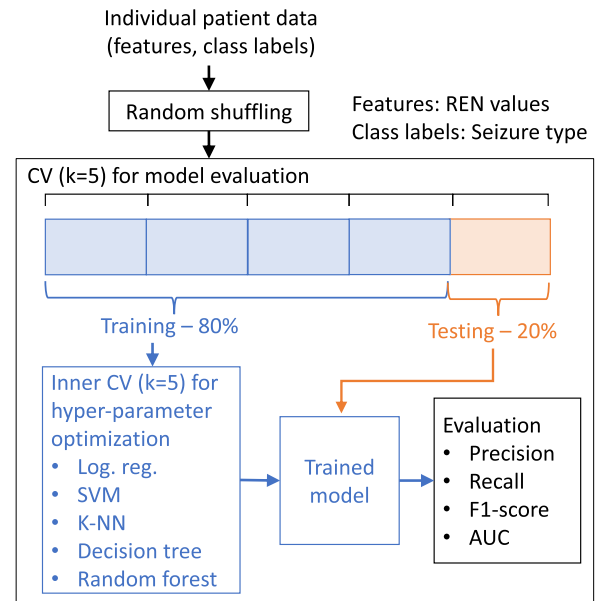 Individual patient data
(features, class labels)
Random shuffling
Features: REN values
Class labels: Seizure type
CV (k=5) for model evaluation
Training – 80%
Testing – 20%
Inner CV (k=5) for
hyper-parameter
optimization
• Log. reg.
• SVM
• K-NN
• Decision tree
• Random forest
Trained
model
Evaluation
• Precision
• Recall
• F1-score
• AUC